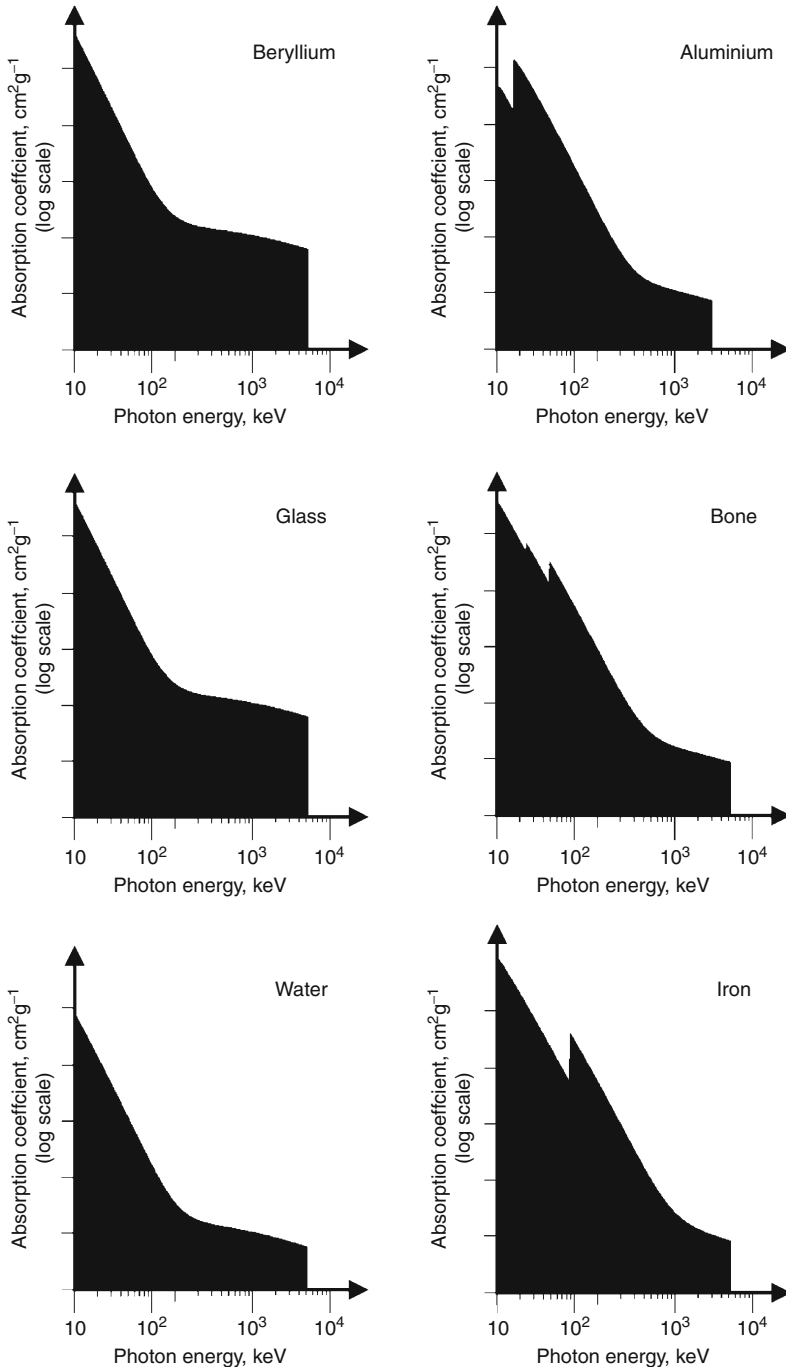 Beryllium
Absorption coeffcient, cm²g⁻¹
(log scale)
10 10² 10³ 10⁴
Photon energy, keV
Aluminium
Absorption coeffcient, cm²g⁻¹
(log scale)
10 10² 10³ 10⁴
Photon energy, keV
Glass
Absorption coeffcient, cm²g⁻¹
(log scale)
10 10² 10³ 10⁴
Photon energy, keV
Bone
Absorption coeffcient, cm²g⁻¹
(log scale)
10 10² 10³ 10⁴
Photon energy, keV
Water
Absorption coeffcient, cm²g⁻¹
(log scale)
10 10² 10³ 10⁴
Photon energy, keV
Iron
Absorption coeffcient, cm²g⁻¹
(log scale)
10 10² 10³ 10⁴
Photon energy, keV